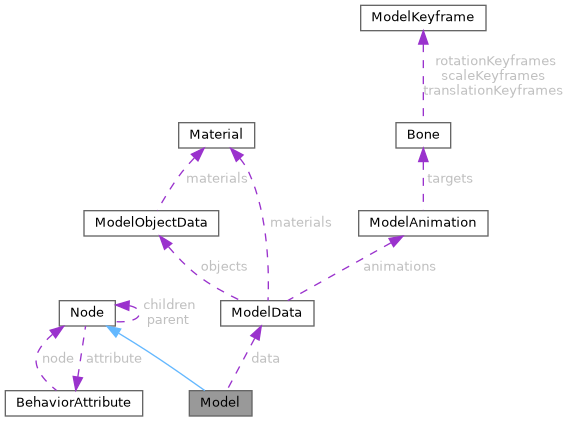 ModelKeyframe
rotationKeyframes
scaleKeyframes
translationKeyframes
Material
Bone
materials
targets
ModelObjectData
materials
ModelAnimation
objects
animations
Node
children
parent
ModelData
node
attribute
data
BehaviorAttribute
Model